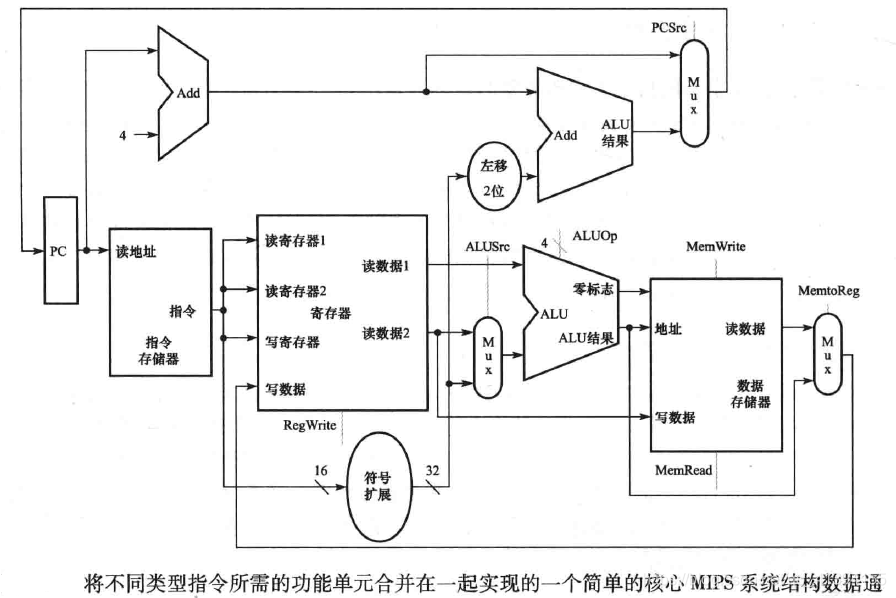 PCSrc
Add
4
Mux
Add
ALU
结果
左移
2位
PC
读地址
指令
指令
存储器
读寄存器1
读寄存器2
寄存器
写寄存器
写数据
读数据1
读数据2
RegWrite
16
符号
扩展
32
ALUSrc
Mux
4
ALUOp
零标志
ALU
ALU结果
MemWrite
地址
读数据
数据
存储器
写数据
MemRead
MemtoReg
Mux
将不同类型指令所需的功能单元合并在一起实现的一个简单的核心 MIPS 系统结构数据通